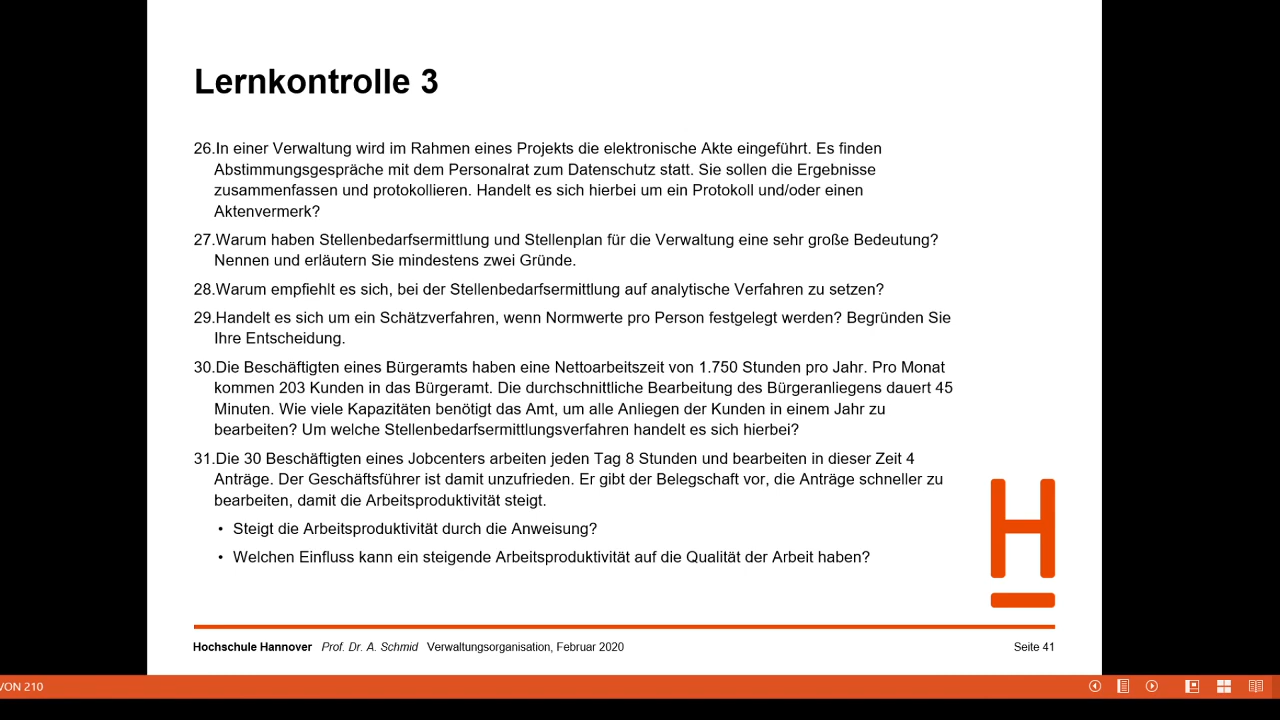 Lernkontrolle 3
26.In einer Verwaltung wird im Rahmen eines Projekts die elektronische Akte eingeführt. Es finden
Abstimmungsgespräche mit dem Personalrat zum Datenschutz statt. Sie sollen die Ergebnisse
zusammenfassen und protokollieren. Handelt es sich hierbei um ein Protokoll und/oder einen
Aktenvermerk?
27.Warum haben Stellenbedarfsermittlung und Stellenplan für die Verwaltung eine sehr große Bedeutung?
Nennen und erläutern Sie mindestens zwei Gründe.
28.Warum empfiehlt es sich, bei der Stellenbedarfsermittlung auf analytische Verfahren zu setzen?
29.Handelt es sich um ein Schätzverfahren, wenn Normwerte pro Person festgelegt werden? Begründen Sie
Ihre Entscheidung.
30.Die Beschäftigten eines Bürgeramts haben eine Nettoarbeitszeit von 1.750 Stunden pro Jahr. Pro Monat
kommen 203 Kunden in das Bürgeramt. Die durchschnittliche Bearbeitung des Bürgeranliegens dauert 45
Minuten. Wie viele Kapazitäten benötigt das Amt, um alle Anliegen der Kunden in einem Jahr zu
bearbeiten? Um welche Stellenbedarfsermittlungsverfahren handelt es sich hierbei?
31.Die 30 Beschäftigten eines Jobcenters arbeiten jeden Tag 8 Stunden und bearbeiten in dieser Zeit 4
Anträge. Der Geschäftsführer ist damit unzufrieden. Er gibt der Belegschaft vor, die Anträge schneller zu
bearbeiten, damit die Arbeitsproduktivität steigt.
• Steigt die Arbeitsproduktivität durch die Anweisung?
• Welchen Einfluss kann ein steigende Arbeitsproduktivität auf die Qualität der Arbeit haben?
H
Hochschule Hannover Prof. Dr. A. Schmid Verwaltungsorganisation, Februar 2020 Seite 41
VON 210